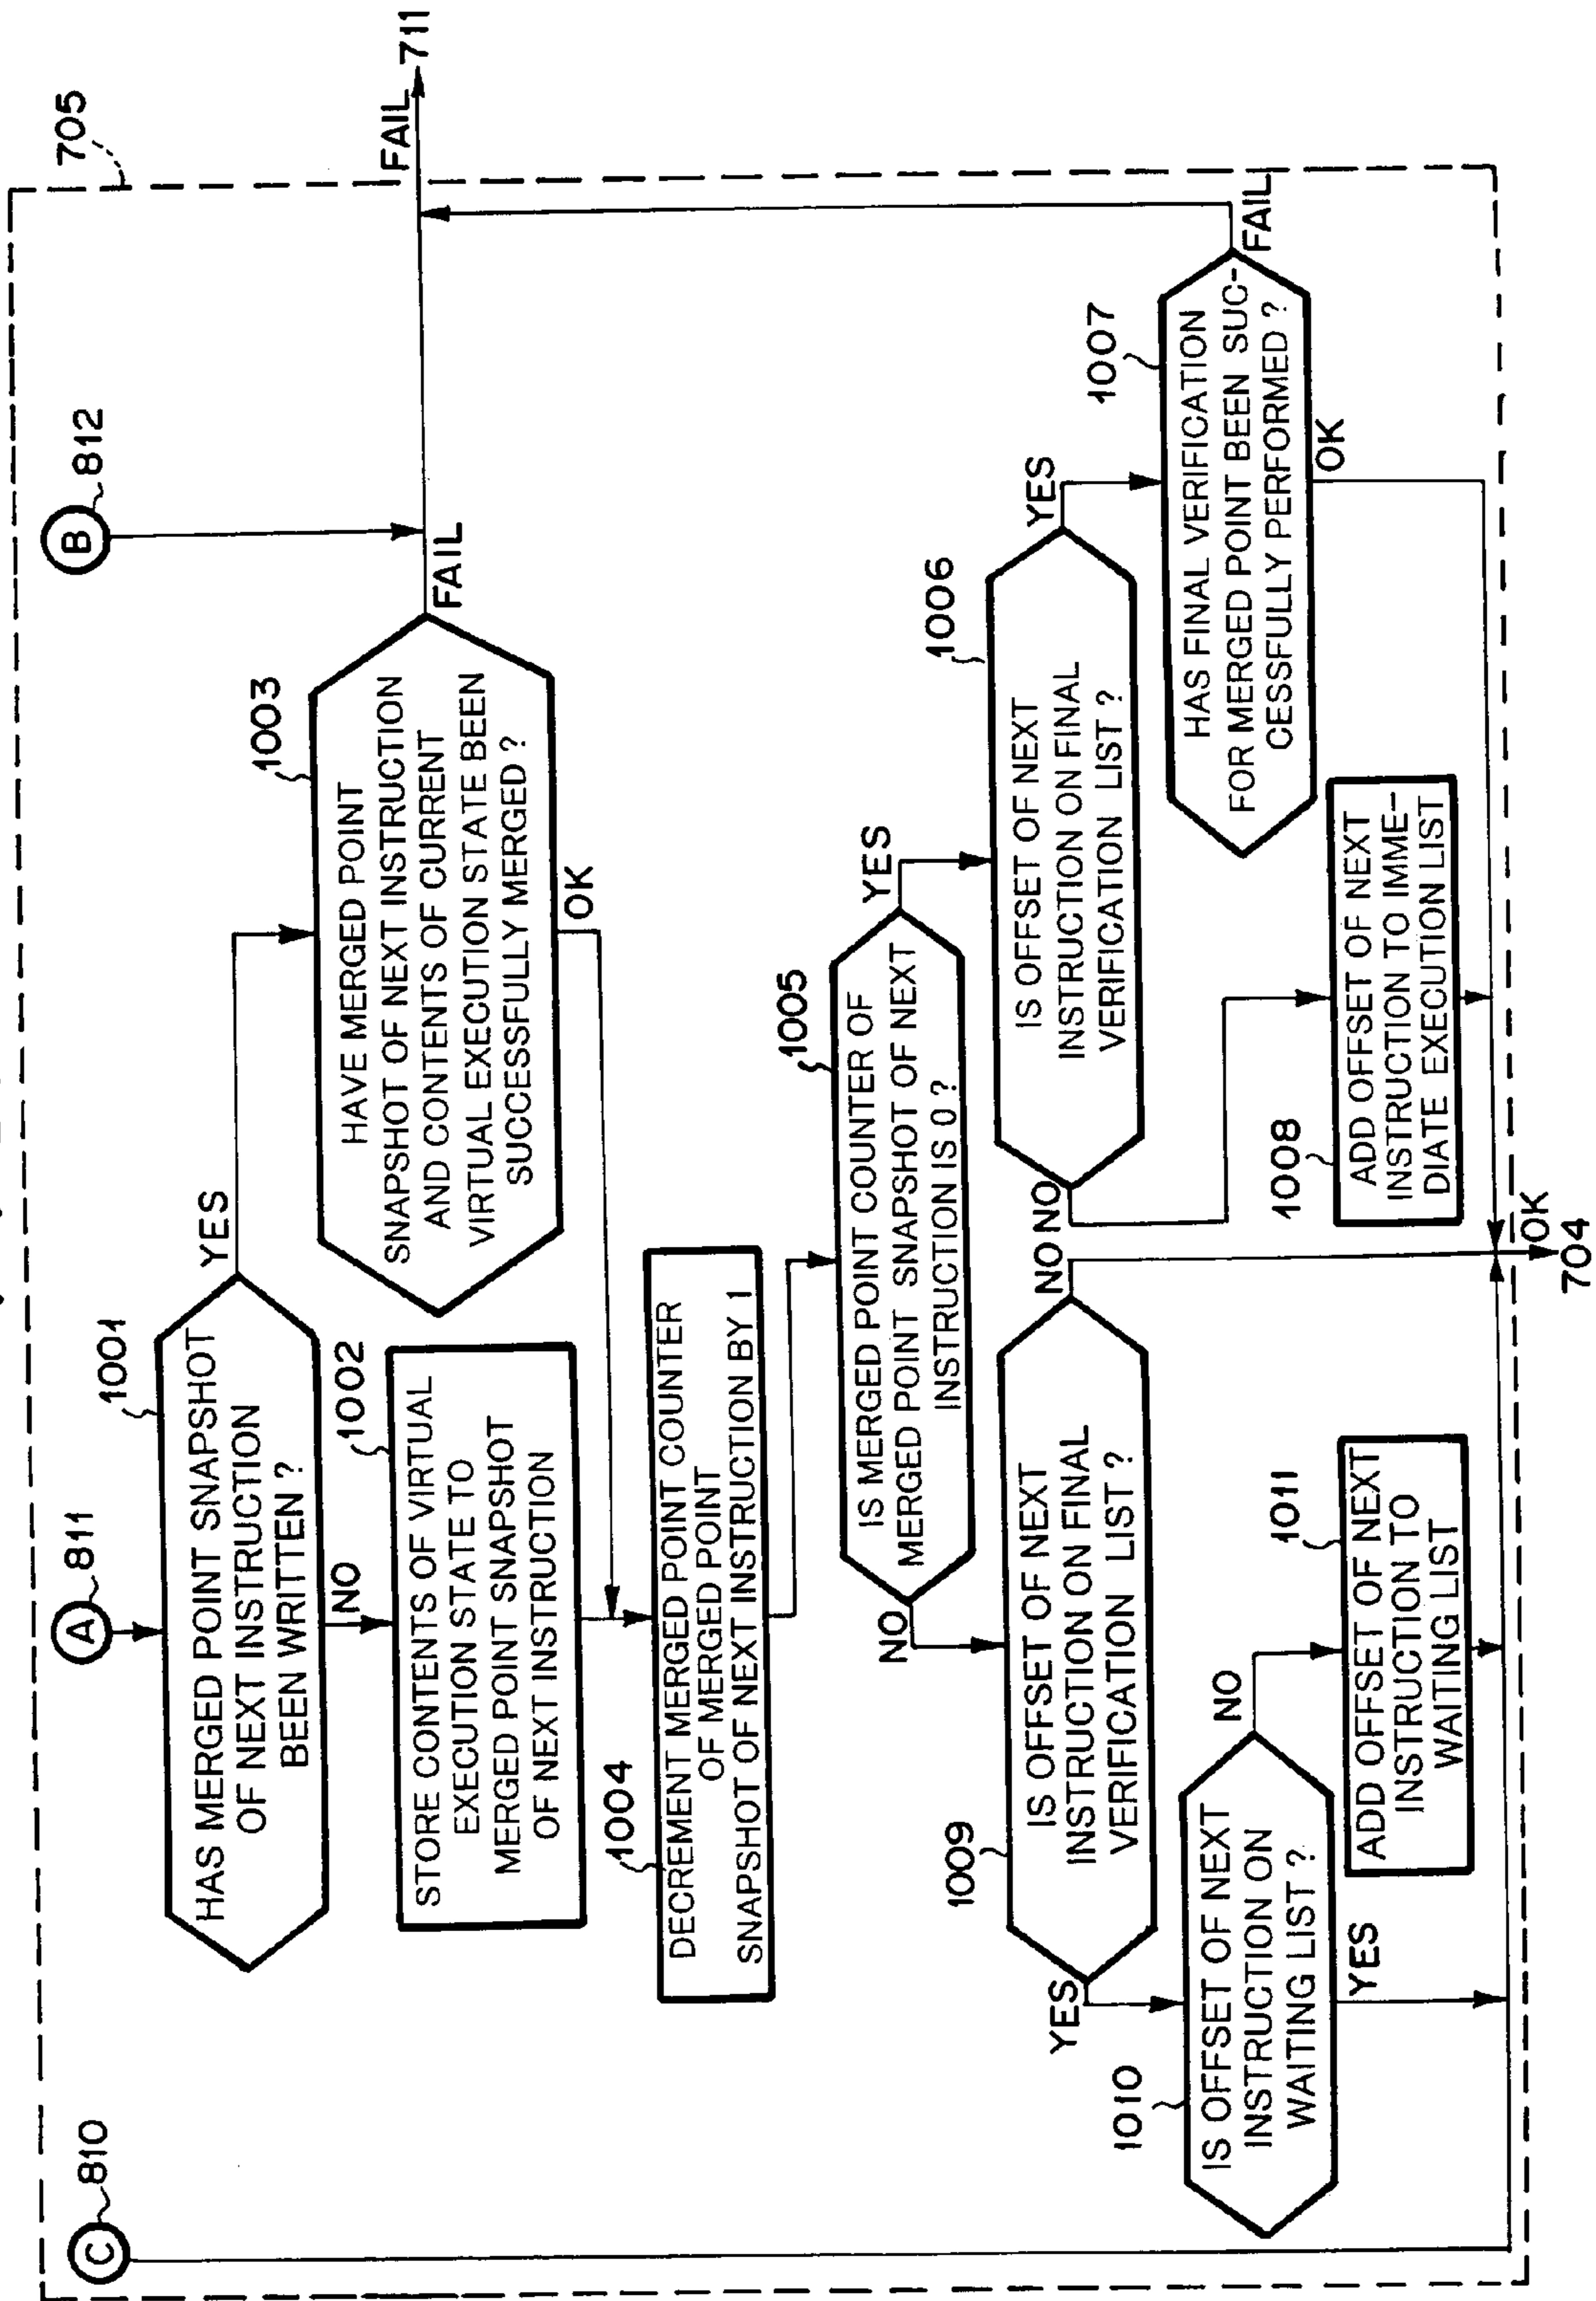 C 810
A 811
B 812
705
1001
HAS MERGED POINT SNAPSHOT
OF NEXT INSTRUCTION
BEEN WRITTEN ?
YES
NO
1002
STORE CONTENTS OF VIRTUAL
EXECUTION STATE TO
MERGED POINT SNAPSHOT
OF NEXT INSTRUCTION
1003
HAVE MERGED POINT
SNAPSHOT OF NEXT INSTRUCTION
AND CONTENTS OF CURRENT
VIRTUAL EXECUTION STATE BEEN
SUCCESSFULLY MERGED ?
FAIL
FAIL
711
OK
1004
DECREMENT MERGED POINT COUNTER
OF MERGED POINT
SNAPSHOT OF NEXT INSTRUCTION BY 1
1005
IS MERGED POINT COUNTER OF
MERGED POINT SNAPSHOT OF NEXT
INSTRUCTION IS 0 ?
NO
YES
1006
IS OFFSET OF NEXT
INSTRUCTION ON FINAL
VERIFICATION LIST ?
YES
NO
1007
HAS FINAL VERIFICATION
FOR MERGED POINT BEEN SUC-
CESSFULLY PERFORMED ?
FAIL
OK
1008
ADD OFFSET OF NEXT
INSTRUCTION TO IMME-
DIATE EXECUTION LIST
1009
IS OFFSET OF NEXT
INSTRUCTION ON FINAL
VERIFICATION LIST ?
YES
NO
1010
IS OFFSET OF NEXT
INSTRUCTION ON
WAITING LIST ?
NO
YES
1011
ADD OFFSET OF NEXT
INSTRUCTION TO
WAITING LIST
OK
704